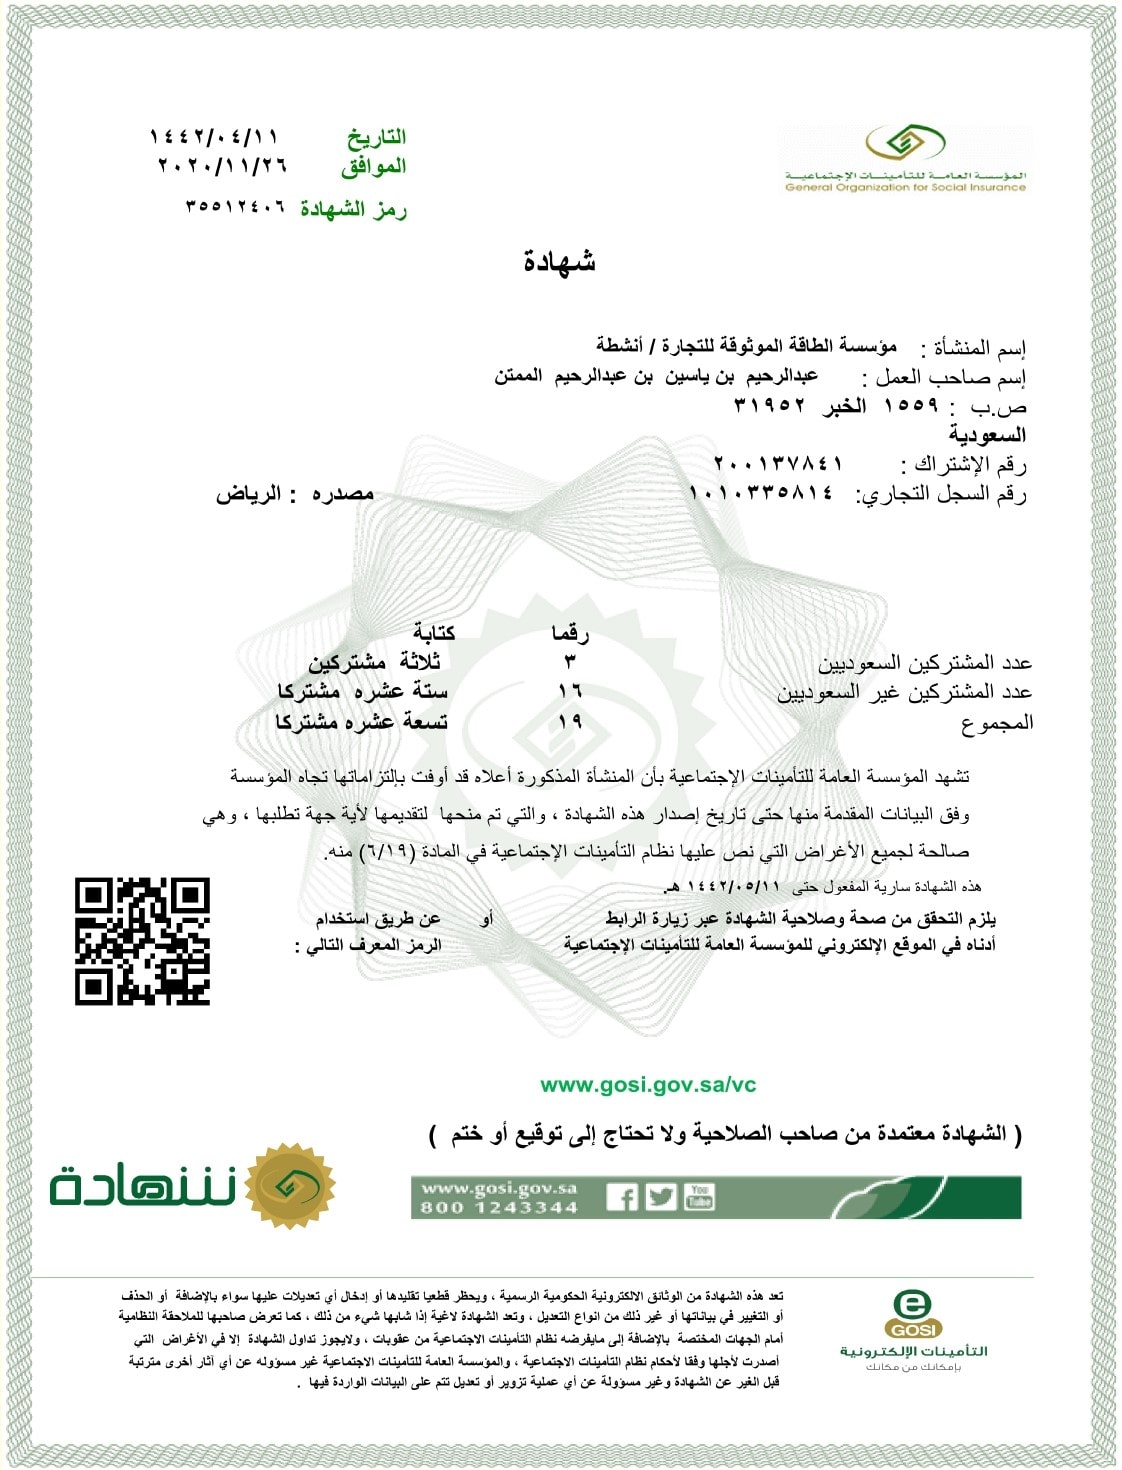 المؤسسة العامة للتأمينات الإجتماعية
General Organization for Social Insurance
التاريخ ١٤٤٢/٠٤/١١
الموافق ٢٠٢٠/١١/٢٦
رمز الشهادة ٣٥٥١٢٤٠٦
شهادة
إسم المنشأة : مؤسسة الطاقة الموثوقة للتجارة / أنشطة
إسم صاحب العمل : عبدالرحيم بن ياسين بن عبدالرحيم الممتن
ص.ب : ١٥٥٩ الخبر ٣١٩٥٢
السعودية
رقم الإشتراك : ٢٠٠١٣٧٨٤١
رقم السجل التجاري: ١٠١٠٣٣٥٨١٤ مصدره : الرياض
رقما كتابة
عدد المشتركين السعوديين ٣ ثلاثة مشتركين
عدد المشتركين غير السعوديين ١٦ ستة عشره مشتركا
المجموع ١٩ تسعة عشره مشتركا
تشهد المؤسسة العامة للتأمينات الإجتماعية بأن المنشأة المذكورة أعلاه قد أوفت بإلتزاماتها تجاه المؤسسة
وفق البيانات المقدمة منها حتى تاريخ إصدار هذه الشهادة ، والتي تم منحها لتقديمها لأية جهة تطلبها ، وهي
صالحة لجميع الأغراض التي نص عليها نظام التأمينات الإجتماعية في المادة (٦/١٩) منه.
هذه الشهادة سارية المفعول حتى ١٤٤٢/٠٥/١١ هـ.
يلزم التحقق من صحة وصلاحية الشهادة عبر زيارة الرابط أو عن طريق استخدام
أدناه في الموقع الإلكتروني للمؤسسة العامة للتأمينات الإجتماعية الرمز المعرف التالي :
www.gosi.gov.sa/vc
( الشهادة معتمدة من صاحب الصلاحية ولا تحتاج إلى توقيع أو ختم )
شهادة
www.gosi.gov.sa
800 1243344
You Tube
تعد هذه الشهادة من الوثائق الالكترونية الحكومية الرسمية ، ويحظر قطعيا تقليدها أو إدخال أي تعديلات عليها سواء بالإضافة أو الحذف
أو التغيير في بياناتها أو غير ذلك من انواع التعديل ، وتعد الشهادة لاغية إذا شابها شيء من ذلك ، كما تعرض صاحبها للملاحقة النظامية
أمام الجهات المختصة بالإضافة إلى مايفرضه نظام التأمينات الاجتماعية من عقوبات ، ولايجوز تداول الشهادة إلا في الأغراض التي
أصدرت لأجلها وفقا لأحكام نظام التأمينات الاجتماعية ، والمؤسسة العامة للتأمينات الاجتماعية غير مسؤوله عن أي آثار أخرى مترتبة
قبل الغير عن الشهادة وغير مسؤولة عن أي عملية تزوير أو تعديل تتم على البيانات الواردة فيها .
e
GOSI
التأمينات الإلكترونية
بإمكانك من مكانك